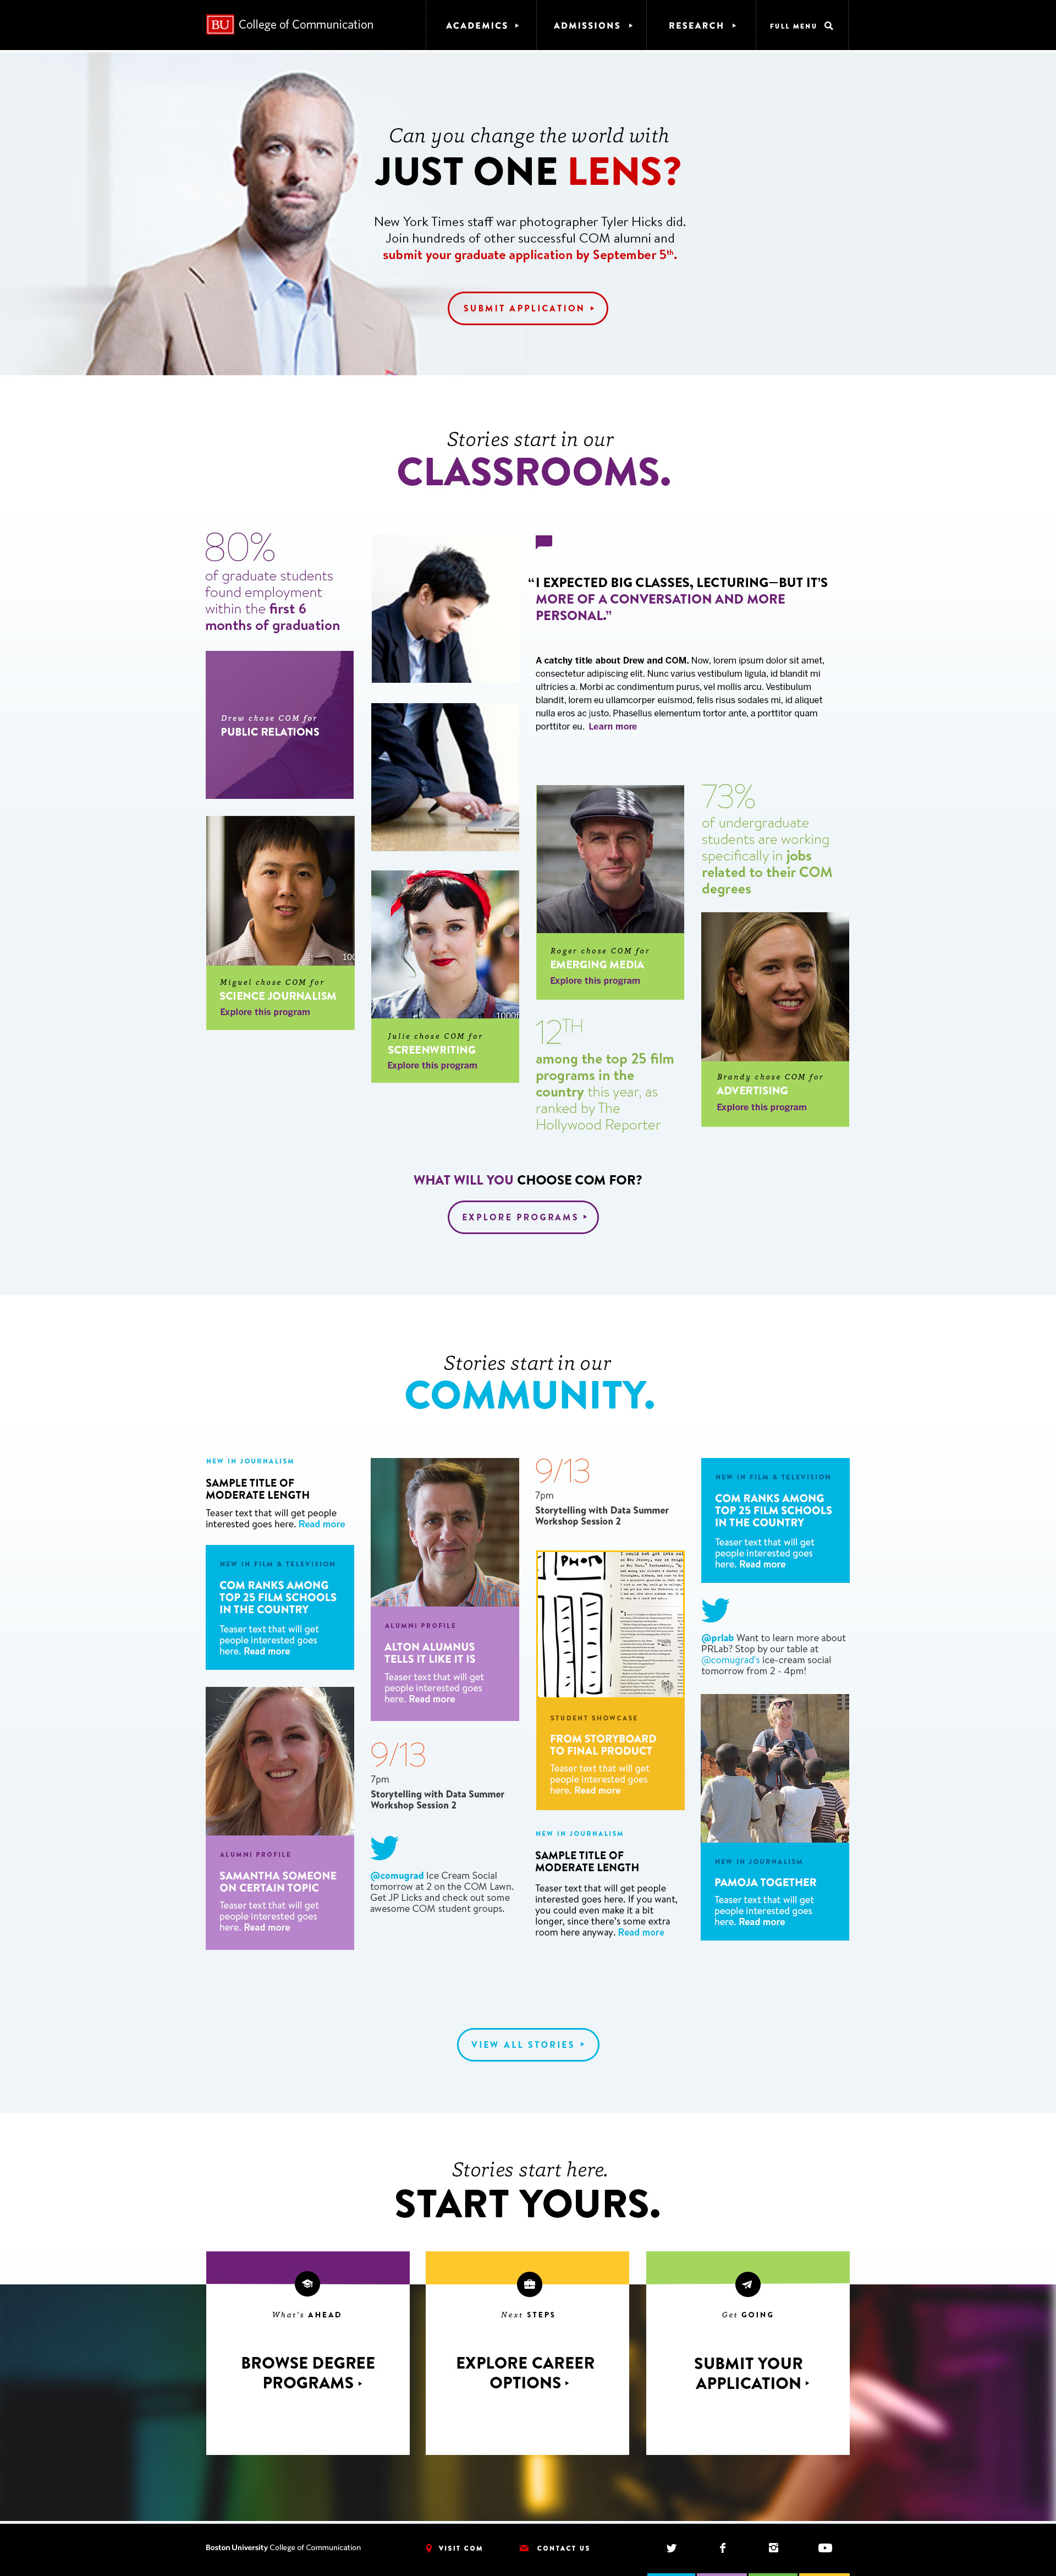 BU College of Communication
ACADEMICS
ADMISSIONS
RESEARCH
FULL MENU
Can you change the world with
JUST ONE LENS?
New York Times staff war photographer Tyler Hicks did.
Join hundreds of other successful COM alumni and
submit your graduate application by September 5th.
SUBMIT APPLICATION
Stories start in our
CLASSROOMS.
80%
of graduate students
found employment
within the first 6
months of graduation
Drew chose COM for
PUBLIC RELATIONS
“I EXPECTED BIG CLASSES, LECTURING—BUT IT’S
MORE OF A CONVERSATION AND MORE
PERSONAL.”
A catchy title about Drew and COM. Now, lorem ipsum dolor sit amet,
consectetur adipiscing elit. Nunc varius vestibulum ligula, id blandit mi
ultricies a. Morbi ac condimentum purus, vel mollis arcu. Vestibulum
blandit, lorem eu ullamcorper euismod, felis risus sodales mi, id aliquet
nulla eros ac justo. Phasellus elementum tortor ante, a porttitor quam
porttitor eu. Learn more
100
Miguel chose COM for
SCIENCE JOURNALISM
Explore this program
1000f
Julie chose COM for
SCREENWRITING
Explore this program
Roger chose COM for
EMERGING MEDIA
Explore this program
12TH
among the top 25 film
programs in the
country this year, as
ranked by The
Hollywood Reporter
73%
of undergraduate
students are working
specifically in jobs
related to their COM
degrees
Brandy chose COM for
ADVERTISING
Explore this program
WHAT WILL YOU CHOOSE COM FOR?
EXPLORE PROGRAMS
Stories start in our
COMMUNITY.
NEW IN JOURNALISM
SAMPLE TITLE OF
MODERATE LENGTH
Teaser text that will get people
interested goes here. Read more
NEW IN FILM & TELEVISION
COM RANKS AMONG
TOP 25 FILM SCHOOLS
IN THE COUNTRY
Teaser text that will get
people interested goes
here. Read more
ALUMNI PROFILE
SAMANTHA SOMEONE
ON CERTAIN TOPIC
Teaser text that will get
people interested goes
here. Read more
ALUMNI PROFILE
ALTON ALUMNUS
TELLS IT LIKE IT IS
Teaser text that will get
people interested goes
here. Read more
9/13
7pm
Storytelling with Data Summer
Workshop Session 2
@comugrad Ice Cream Social
tomorrow at 2 on the COM Lawn.
Get JP Licks and check out some
awesome COM student groups.
9/13
7pm
Storytelling with Data Summer
Workshop Session 2
STUDENT SHOWCASE
FROM STORYBOARD
TO FINAL PRODUCT
Teaser text that will get
people interested goes
here. Read more
NEW IN JOURNALISM
SAMPLE TITLE OF
MODERATE LENGTH
Teaser text that will get people
interested goes here. If you want,
you could even make it a bit
longer, since there’s some extra
room here anyway. Read more
NEW IN FILM & TELEVISION
COM RANKS AMONG
TOP 25 FILM SCHOOLS
IN THE COUNTRY
Teaser text that will get
people interested goes
here. Read more
@prlab Want to learn more about
PRLab? Stop by our table at
@comugrad's ice-cream social
tomorrow from 2 - 4pm!
NEW IN JOURNALISM
PAMOJA TOGETHER
Teaser text that will get
people interested goes
here. Read more
VIEW ALL STORIES
Stories start here.
START YOURS.
What’s AHEAD
BROWSE DEGREE
PROGRAMS
Next STEPS
EXPLORE CAREER
OPTIONS
Get GOING
SUBMIT YOUR
APPLICATION
Boston University College of Communication
VISIT COM
CONTACT US